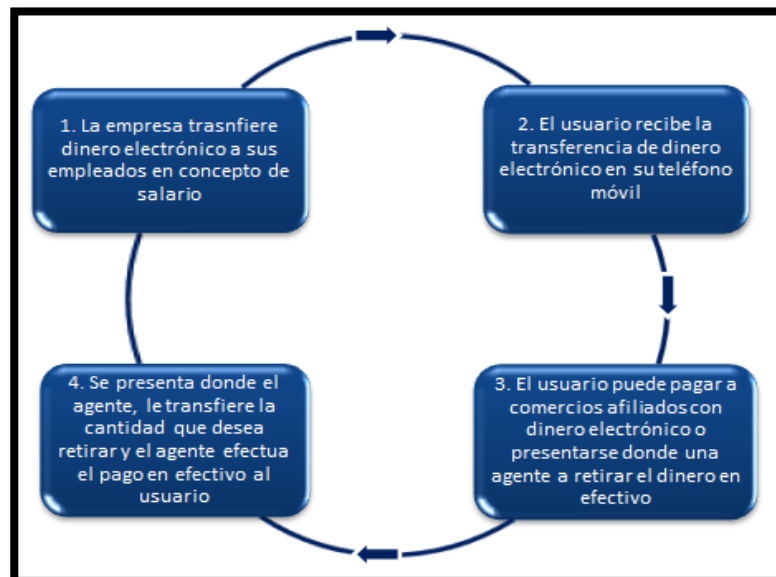 1. La empresa trasnfiere
dinero electrónico a sus
empleados en concepto de
salario
2. El usuario recibe la
transferencia de dinero
electrónico en su teléfono
móvil
3. El usuario puede pagar a
comercios afiliados con
dinero electrónico o
presentarse donde una
agente a retirar el dinero en
efectivo
4. Se presenta donde el
agente, le transfiere la
cantidad que desea
retirar y el agente efectua
el pago en efectivo al
usuario